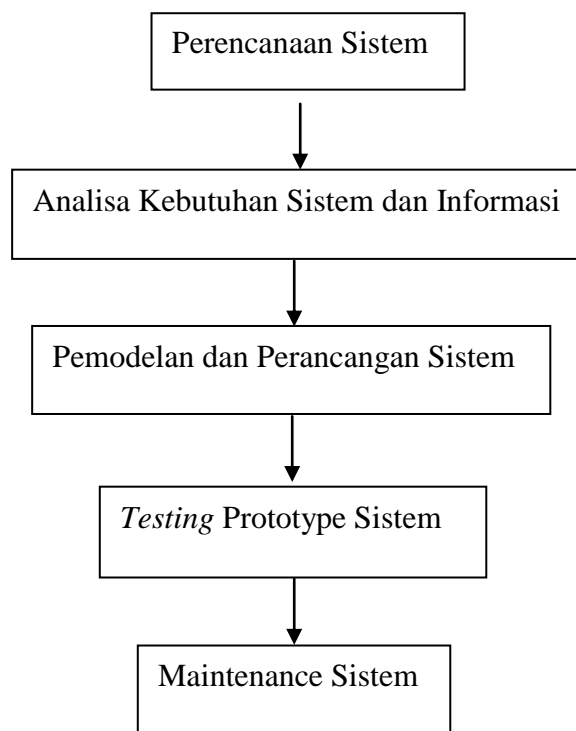 Perencanaan Sistem
Analisa Kebutuhan Sistem dan Informasi
Pemodelan dan Perancangan Sistem
Testing Prototype Sistem
Maintenance Sistem